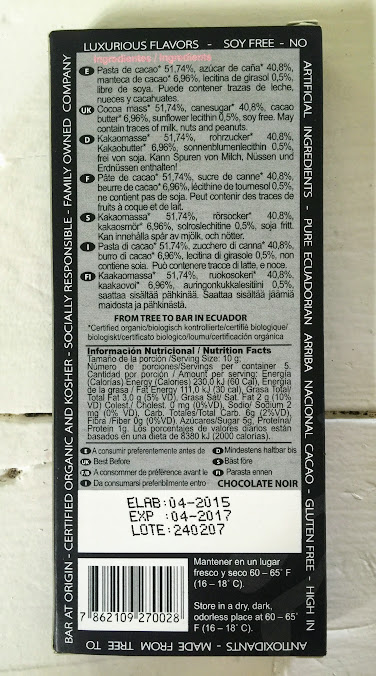 LUXURIOUS FLAVORS - SOY FREE - NO
ARTIFICIAL INGREDIENTS - PURE ECUADORIAN ARRIBA NACIONAL CACAO - GLUTEN FREE - HIGH IN
ANTIOXIDANTS - MADE FROM TREE TO
BAR AT ORIGIN - CERTIFIED ORGANIC AND KOSHER - SOCIALLY RESPONSIBLE - FAMILY OWNED COMPANY
Ingredientes / Ingredients
E Pasta de cacao* 51,74%, azúcar de caña* 40,8%,
manteca de cacao* 6,96%, lecitina de girasol 0,5%,
libre de soya. Puede contener trazas de leche,
nueces y cacahuates.
UK Cocoa mass* 51,74%, canesugar* 40,8%, cacao
butter* 6,96%, sunflower lecithin 0,5%, soy free. May
contain traces of milk, nuts and peanuts.
D Kakaomasse* 51,74%, rohrzucker* 40.8%,
Kakaobutter* 6,96%, sonnenblumenlecithin 0,5%,
frei von soja. Kann Spuren von Milch, Nüssen und
Erdnüssen enthalten!
F Pâte de cacao* 51,74%, sucre de canne* 40,8%,
beurre de cacao* 6,96%, lécithine de tournesol 0,5%,
ne contient pas de soja. Peut contenir des traces de
fruits à coque et de lait.
S Kakaomassa* 51,74%, rörsocker* 40,8%,
kakaosmör* 6,96%, solroslechitine 0,5%, soja fritt.
Kan innehålla spår av mjölk, och nötter.
I Pasta di cacao* 51,74%, zucchero di canna* 40,8%,
burro di cacao* 6,96%, lecitina di girasole 0,5%, non
contiene soia. Può contenere tracce di latte, e noce.
FI Kaakaomassa* 51,74%, ruokosokeri* 40,8%,
kaakaovoi* 6,96%, auringonkukkalesitiini 0,5%,
saattaa sisältää pähkinää. Saattaa sisältää jäämiä
maidosta ja pähkinästä.
FROM TREE TO BAR IN ECUADOR
*Certified organic/biologisch kontrollierte/certifié biologique/
biologiskt/certificato biologico/luomu/certificación orgánica
Información Nutricional / Nutrition Facts
Tamaño de la porción /Serving Size: 10 g;
Número de porciones/Servings per container 5.
Cantidad por porción / Amount per serving: Energía
(Calorías) Energy (Calories) 230,0 kJ (60 Cal), Energía
de la grasa / Fat Energy 111,0 kJ (30 cal), Grasa Total/
Total Fat 3,0 g (5% VD), Grasa Sat/ Sat. Fat 2 g (10%
VD) Colest./ Cholest. 0 mg (0%VD), Sodio/ Sodium 2
mg (0% VD), Carb. Totales/Total Carb. 6g (2%VD),
Fibra /Fiber 0g (0%VD), Azúcares/Sugar 5g, Proteína/
Protein 1g. Los porcentajes de valores diarios están
basados en una dieta de 8380 kJ (2000 calorías).
E A consumir preferentemente antes de
UK Best Before
F A consommer de préférence avant le
I Da consumarsi preferibilmente entro
D Mindestens haltbar bis
S Bäst före
FI Parasta ennen
CHOCOLATE NOIR
ELAB:04-2015
EXP :04-2017
LOTE:240207
7 862109 270028
Mantener en un lugar
fresco y seco 60 – 65° F
(16 – 18° C).
Store in a dry, dark,
odorless place at 60 – 65°
F (16 – 18° C).